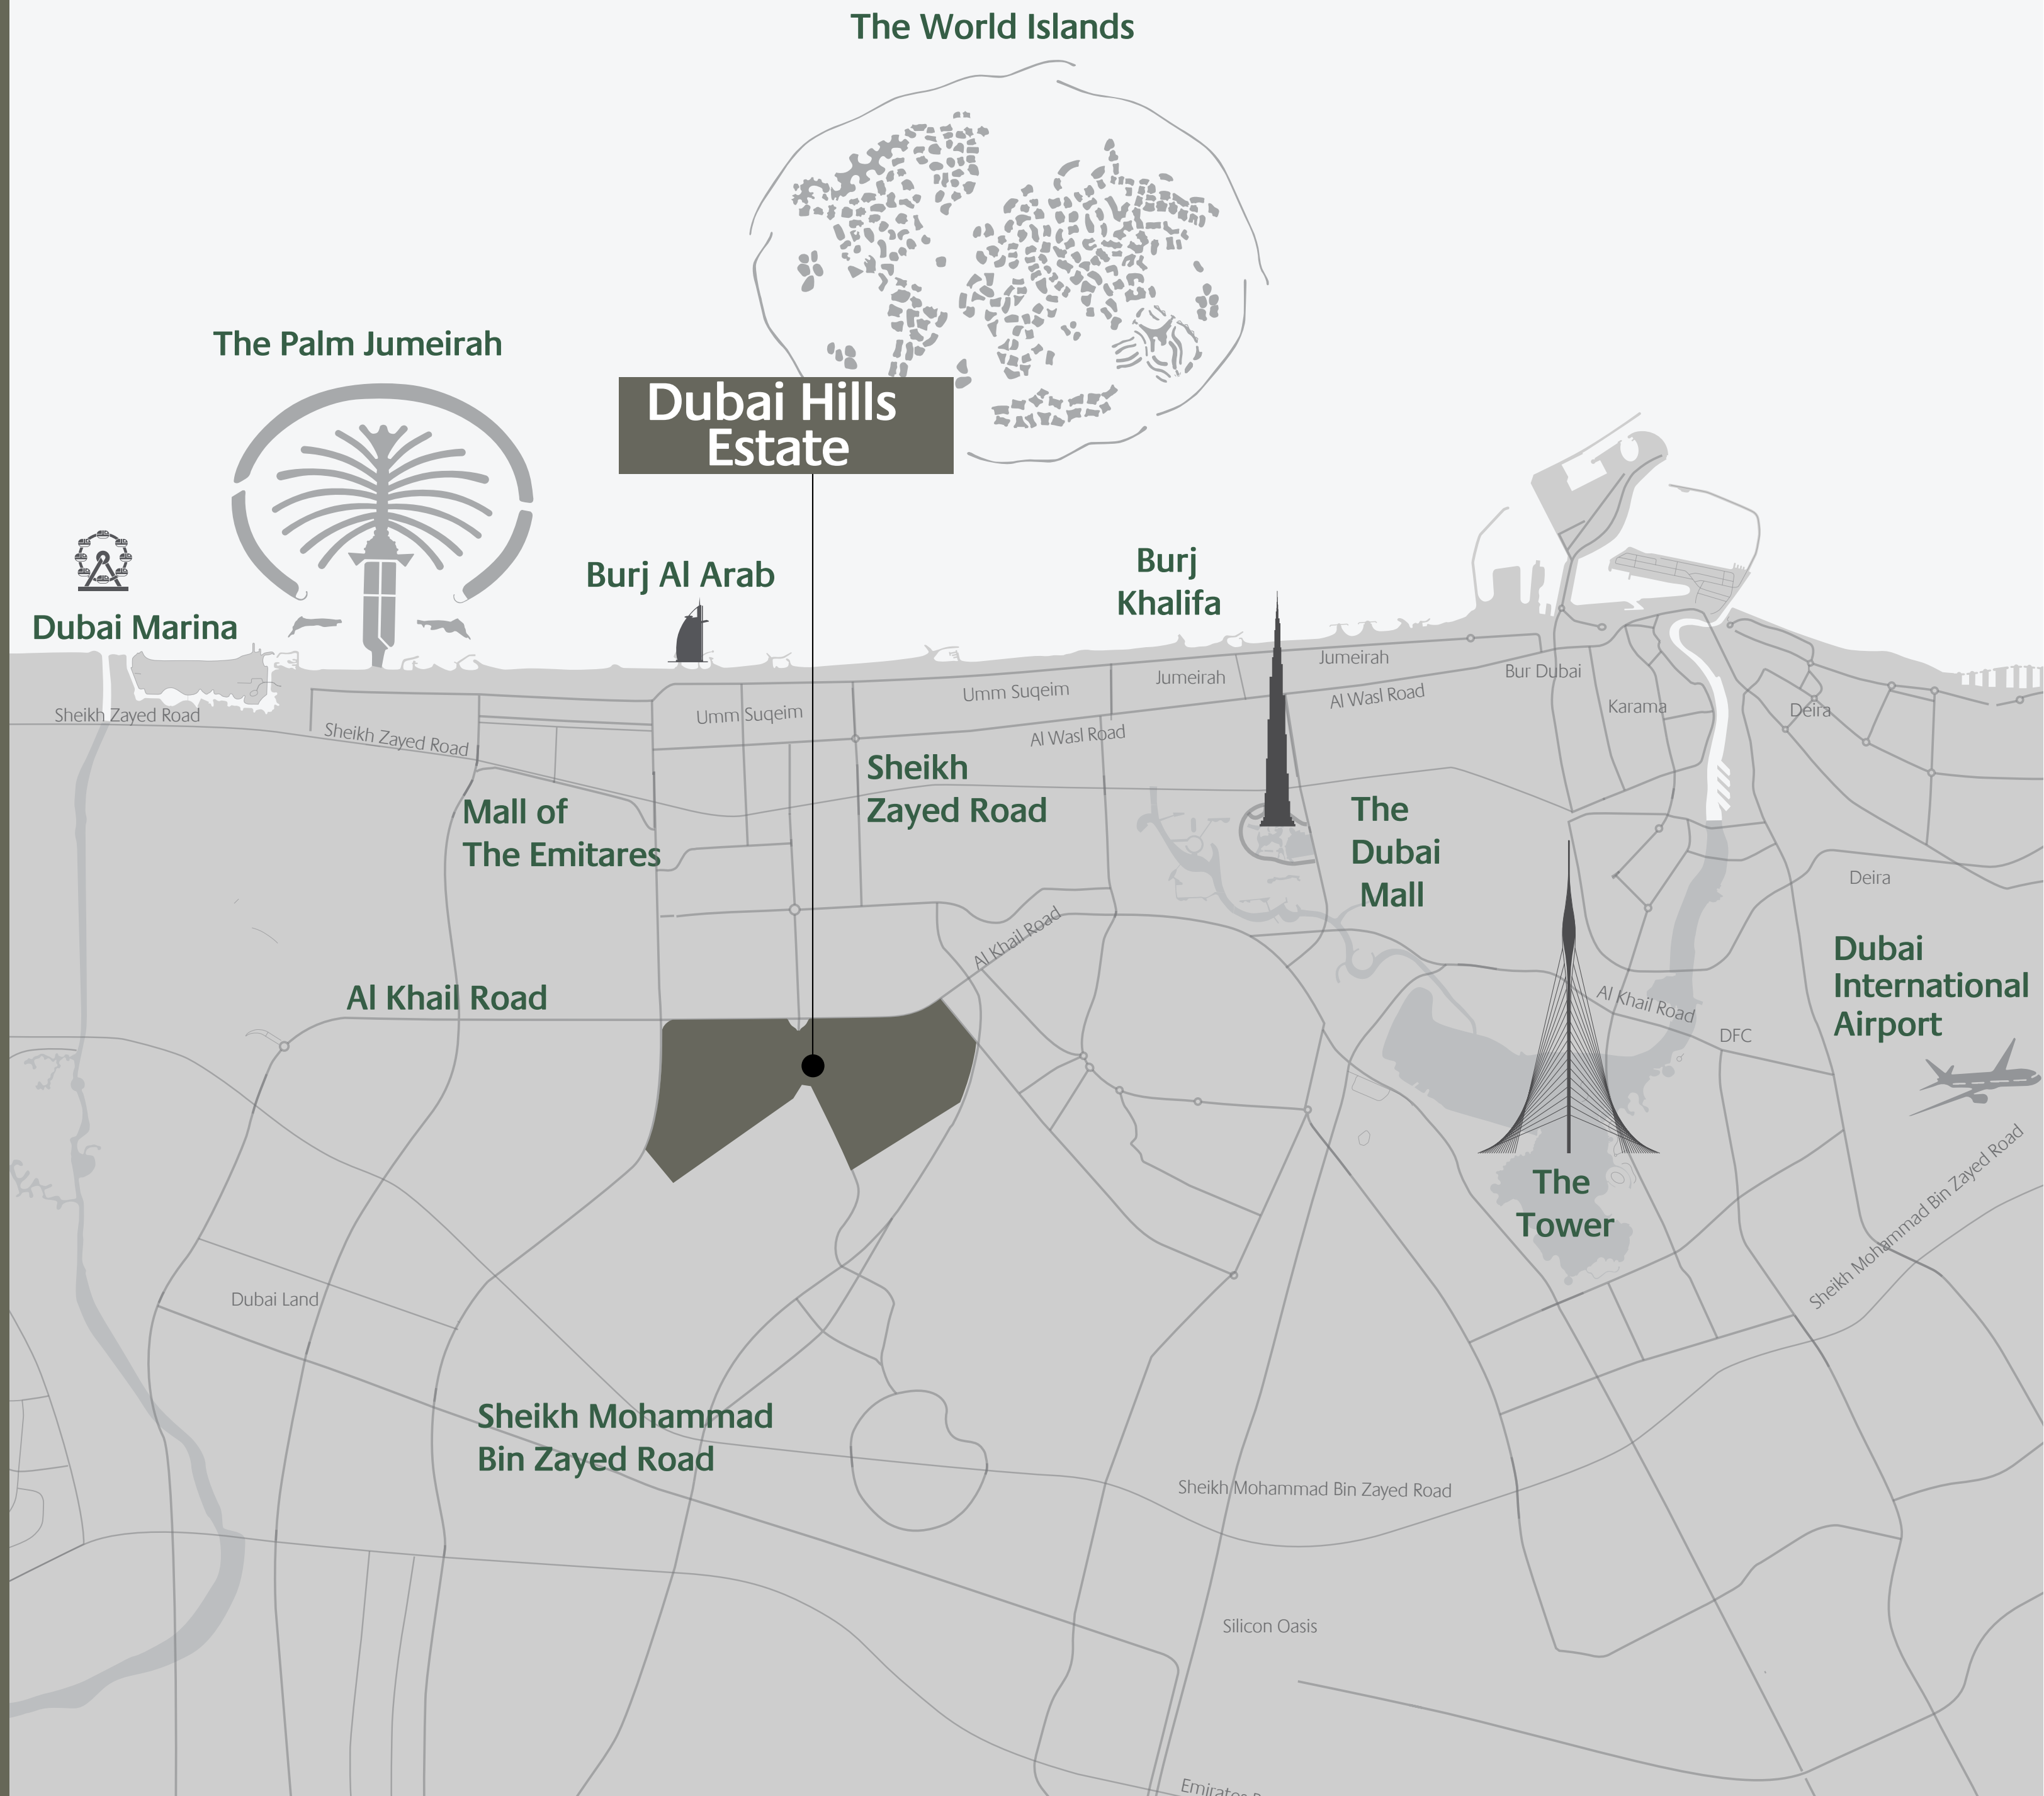 The World Islands
The Palm Jumeirah
Dubai Hills
Estate
Burj Al Arab
Burj
Khalifa
Dubai Marina
Jumeirah
Jumeirah
Bur Dubai
Umm Suqeim
Umm Suqeim
Al Wasl Road
Karama
Deira
Sheikh Zayed Road
Sheikh Zayed Road
Al Wasl Road
Sheikh
Zayed Road
Mall of
The Emitares
The
Dubai
Mall
Deira
Al Khail Road
Dubai
International
Airport
Al Khail Road
Al Khail Road
DFC
The
Tower
Sheikh Mohammad Bin Zayed Road
Dubai Land
Sheikh Mohammad
Bin Zayed Road
Sheikh Mohammad Bin Zayed Road
Silicon Oasis
Emirates